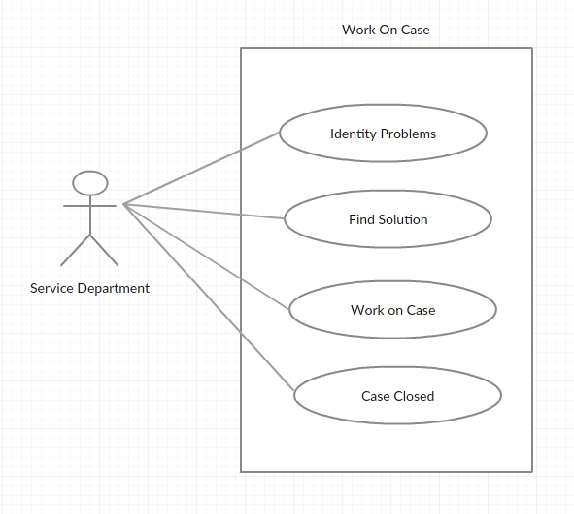 Work On Case
Identity Problems
Find Solution
Work on Case
Case Closed
Service Department